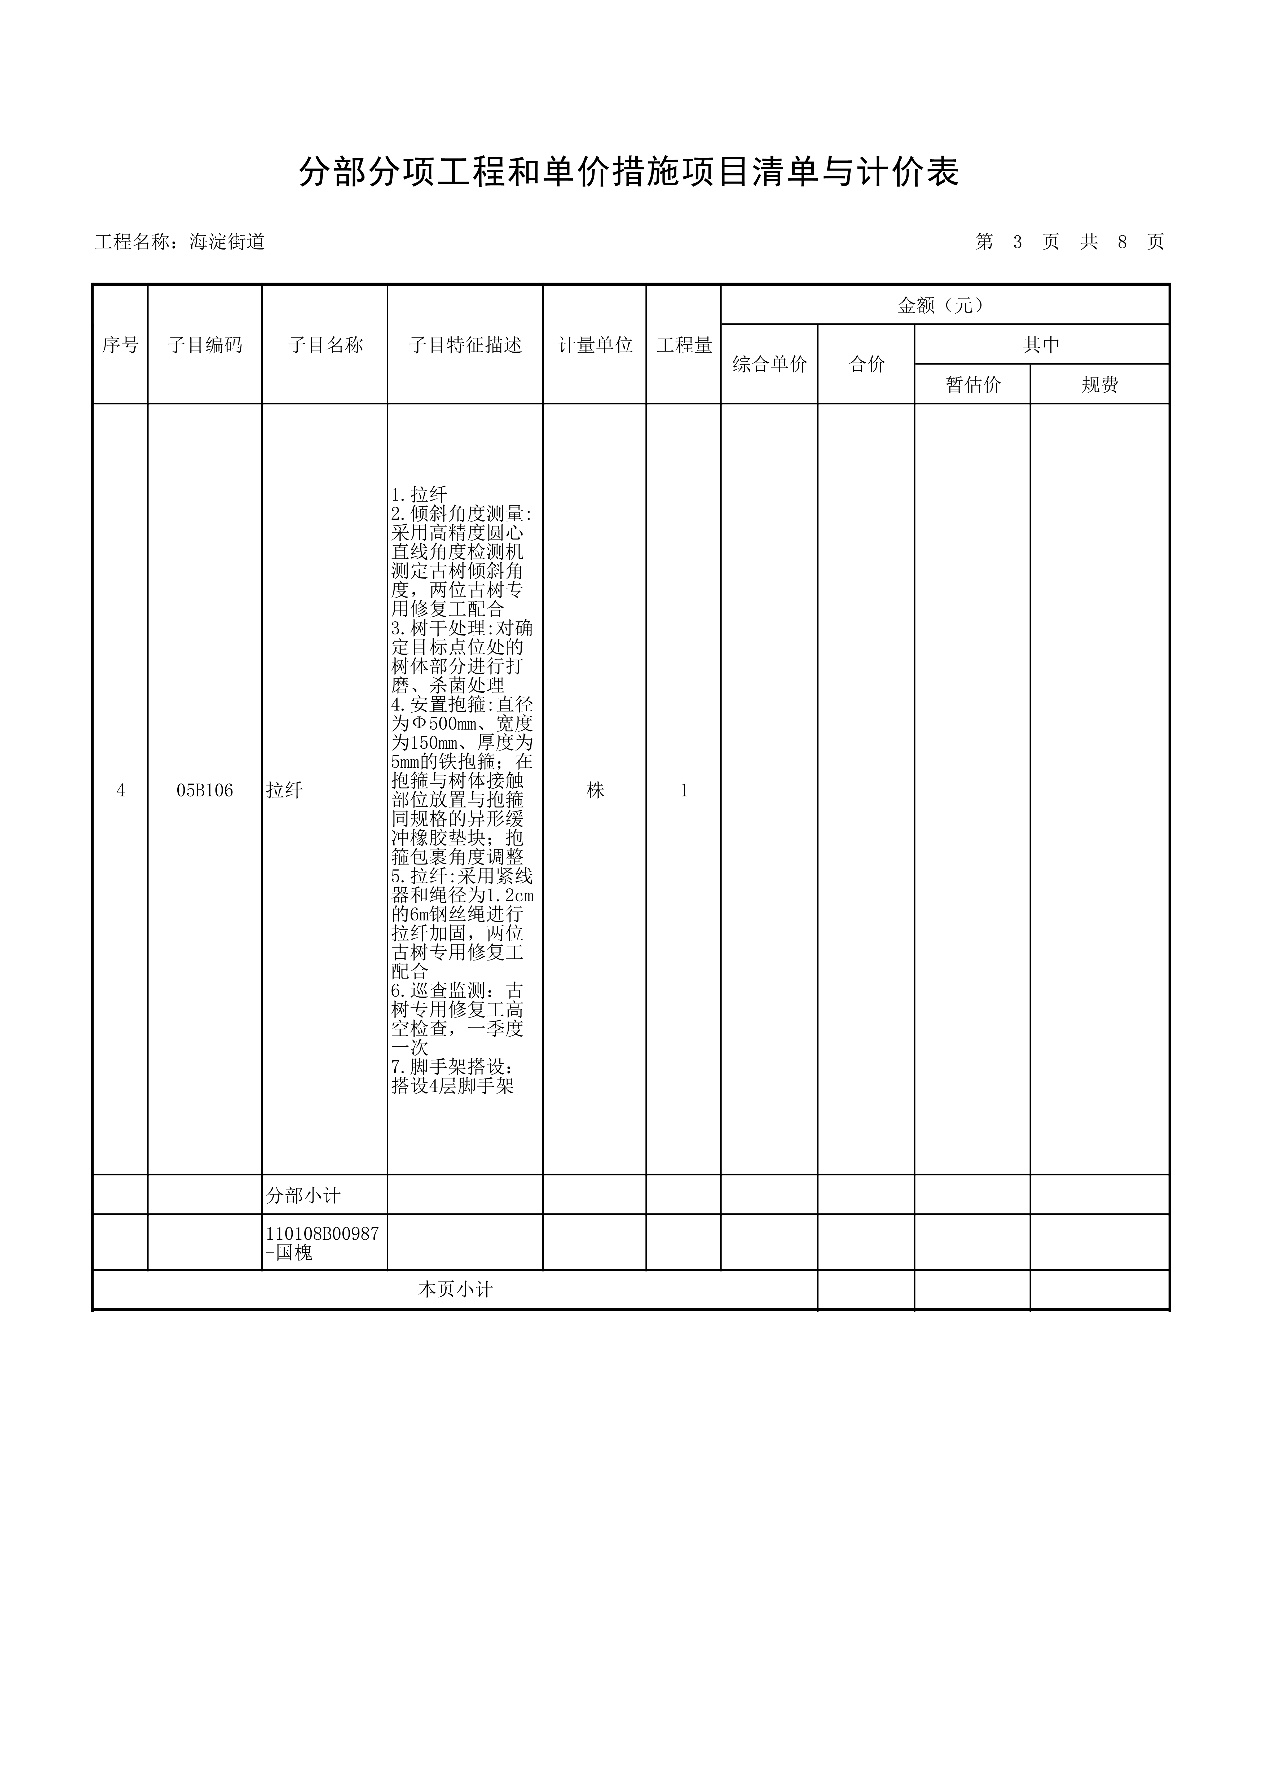 分部分项工程和单价措施项目清单与计价表
工程名称：海淀街道
第 3 页 共 8 页
序号
子目编码
子目名称
子目特征描述
计量单位
工程量
金额（元）
综合单价
合价
其中
暂估价
规费
4
05B106
拉纤
1.拉纤
2.倾斜角度测量:
采用高精度圆心
直线角度检测机
测定古树倾斜角
度，两位古树专
用修复工配合
3.树干处理:对确
定目标点位处的
树体部分进行打
磨、杀菌处理
4.安置抱箍:直径
为Φ500mm、宽度
为150mm、厚度为
5mm的铁抱箍；在
抱箍与树体接触
部位放置与抱箍
同规格的异形缓
冲橡胶垫块；抱
箍包裹角度调整
5.拉纤:采用紧线
器和绳径为1.2cm
的6m钢丝绳进行
拉纤加固，两位
古树专用修复工
配合
6.巡查监测：古
树专用修复工高
空检查，一季度
一次
7.脚手架搭设：
搭设4层脚手架
株
1
分部小计
110108B00987
-国槐
本页小计